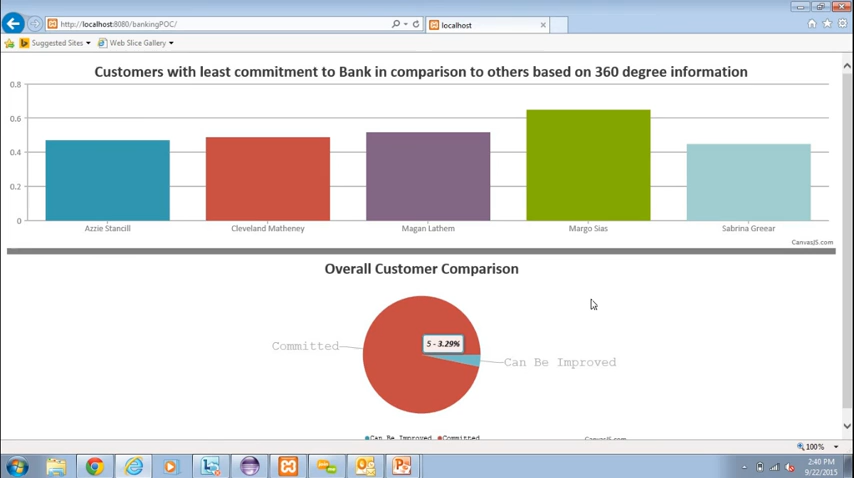 http://localhost:8080/bankingPOC/
localhost
Suggested Sites
Web Slice Gallery
Customers with least commitment to Bank in comparison to others based on 360 degree information
0.8
0.6
0.4
0.2
0
Azzie Stancill
Cleveland Matheney
Magan Lathem
Margo Sias
Sabrina Greear
CanvasJS.com
Overall Customer Comparison
Committed
5 - 3.29%
Can Be Improved
Can Be Improved
Committed
CanvasJS.com
100%
2:40 PM
9/22/2015